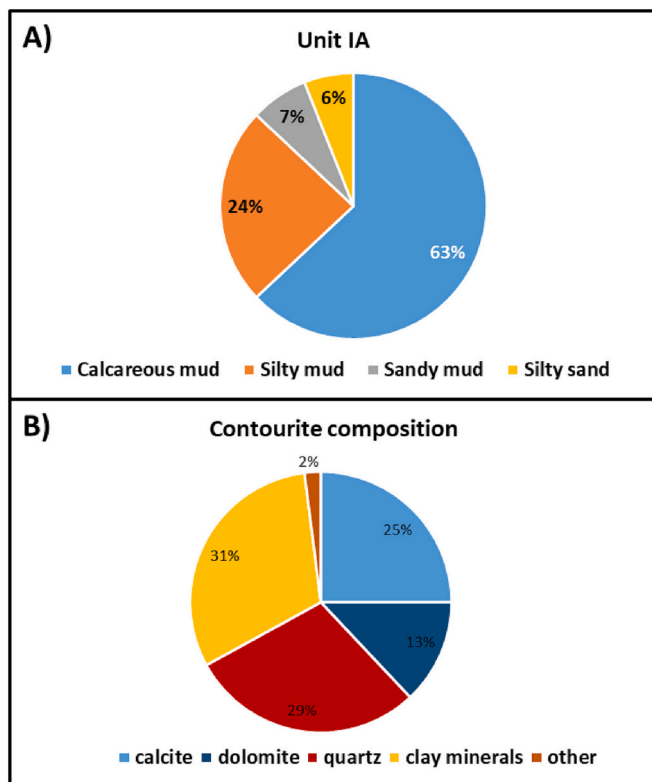 A)
Unit IA
6%
7%
24%
63%
Calcareous mud Silty mud Sandy mud Silty sand
B)
Contourite composition
2%
25%
31%
13%
29%
calcite dolomite quartz clay minerals other